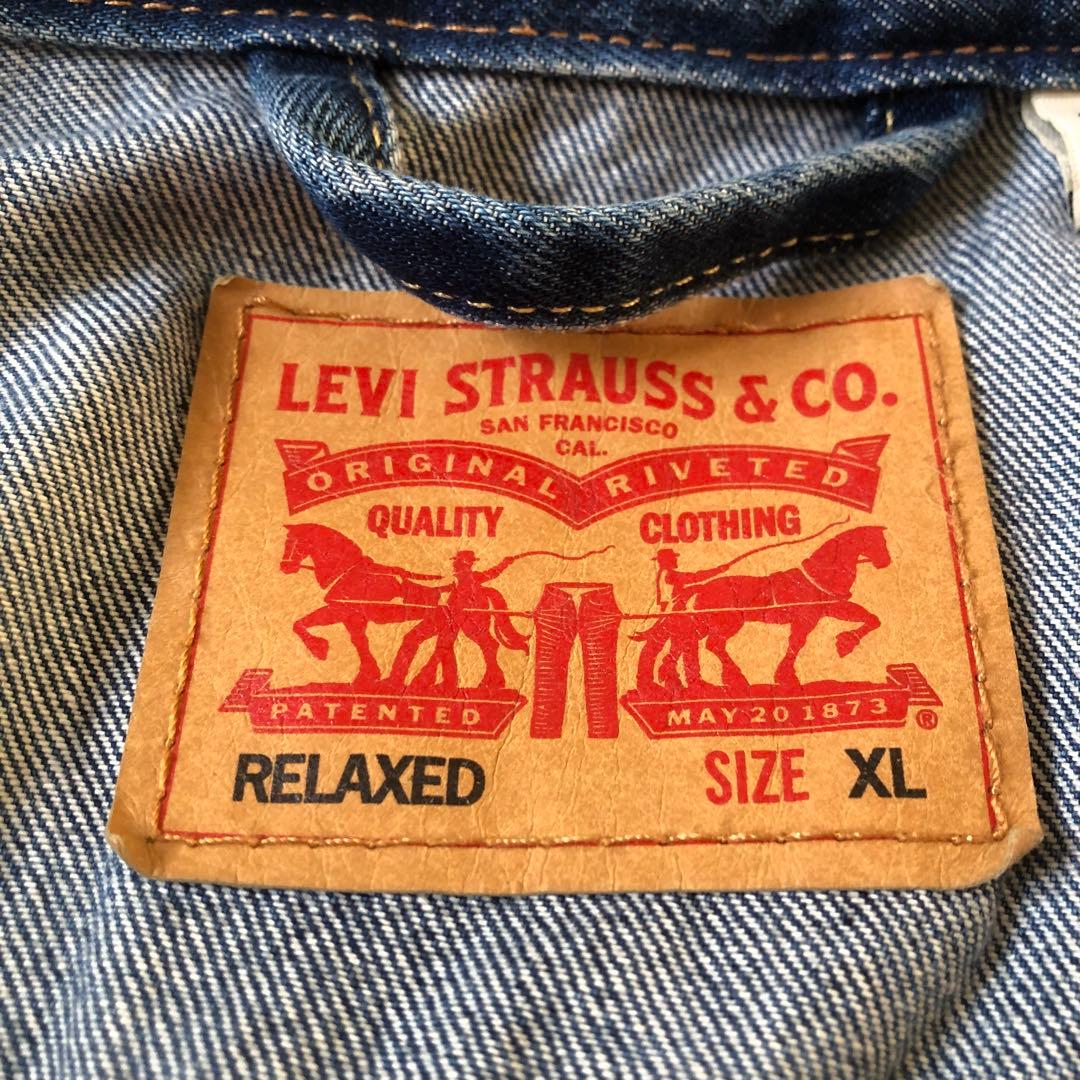 LEVI STRAUSS & CO.
SAN FRANCISCO
CAL.
ORIGINAL RIVETED
QUALITY CLOTHING
PATENTED MAY 20 1873 ®
RELAXED SIZE XL